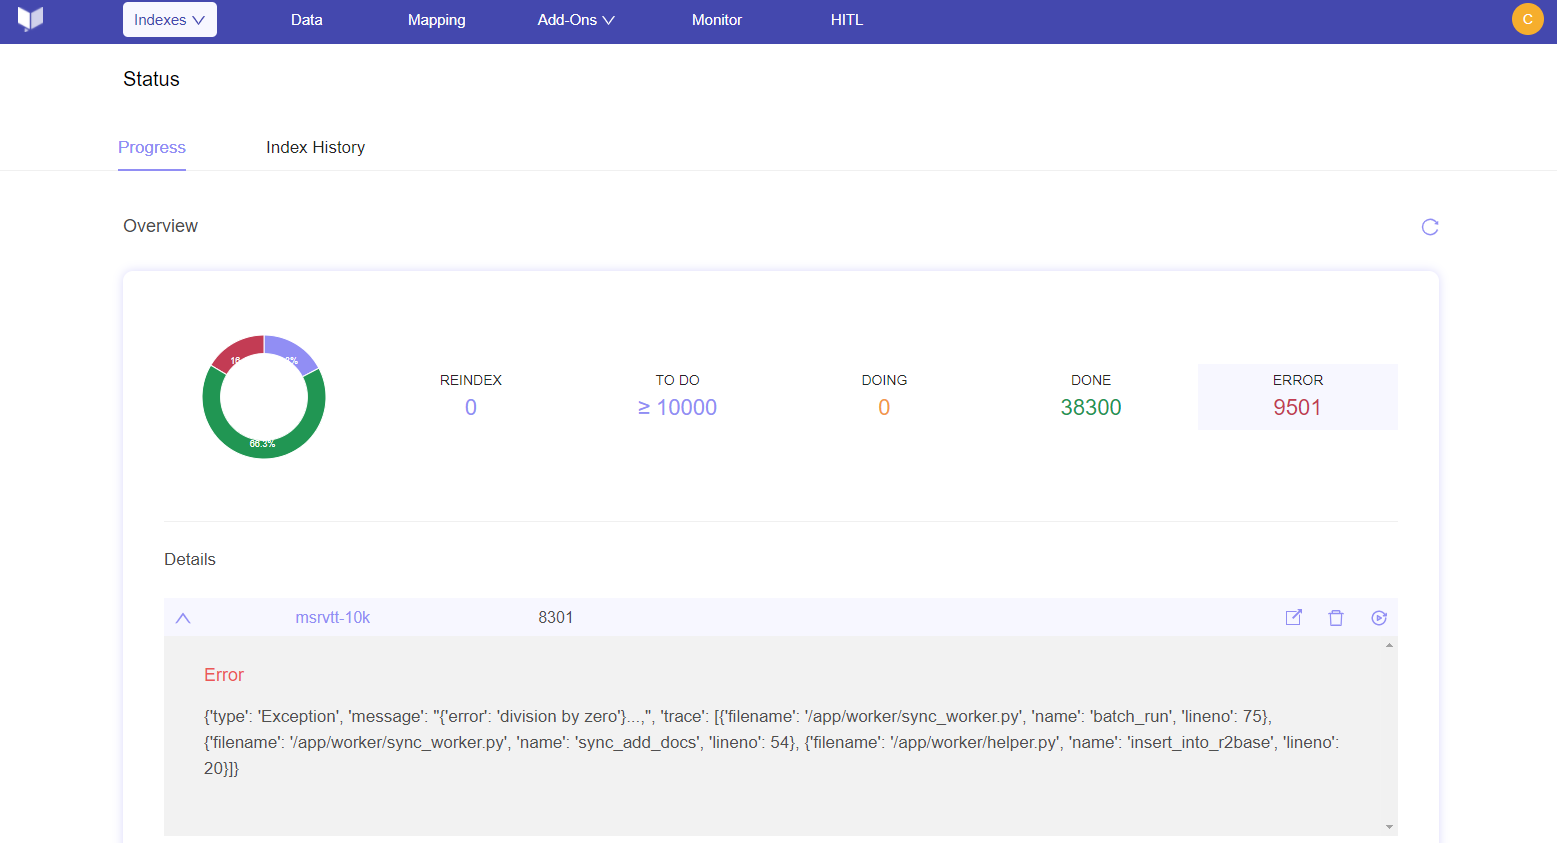 Indexes
Data
Mapping
Add-Ons
Monitor
HITL
C
Status
Progress
Index History
Overview
66.3%
REINDEX
0
TO DO
≥ 10000
DOING
0
DONE
38300
ERROR
9501
Details
msrvtt-10k
8301
Error
{'type': 'Exception', 'message': "{'error': 'division by zero'}...,", 'trace': [{'filename': '/app/worker/sync_worker.py', 'name': 'batch_run', 'lineno': 75},
{'filename': '/app/worker/sync_worker.py', 'name': 'sync_add_docs', 'lineno': 54}, {'filename': '/app/worker/helper.py', 'name': 'insert_into_r2base', 'lineno':
20}]}